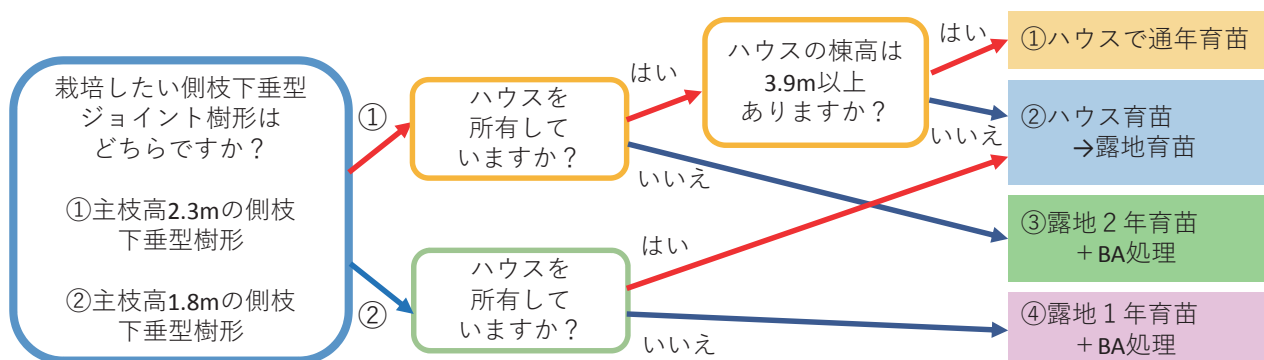 栽培したい側枝下垂型
ジョイント樹形は
どちらですか？
①主枝高2.3mの側枝
下垂型樹形
②主枝高1.8mの側枝
下垂型樹形
①
②
ハウスを
所有して
いますか？
はい
いいえ
ハウスの棟高は
3.9m以上
ありますか？
はい
いいえ
ハウスを
所有して
いますか？
はい
いいえ
①ハウスで通年育苗
②ハウス育苗
→露地育苗
③露地２年育苗
＋BA処理
④露地１年育苗
＋BA処理